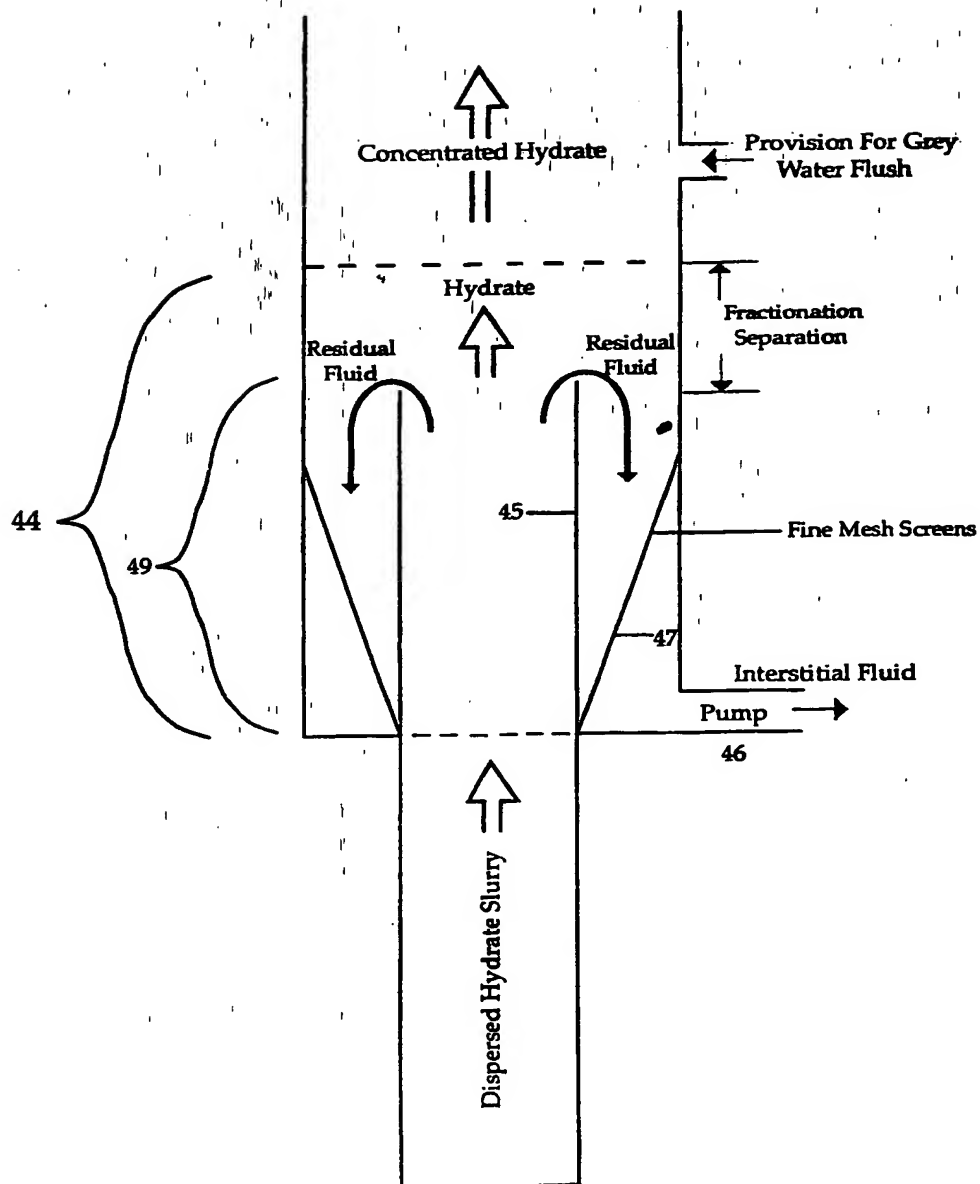 Concentrated Hydrate
Provision For Grey
Water Flush
Hydrate
Fractionation
Separation
Residual
Fluid
Residual
Fluid
44
49
45
Fine Mesh Screens
47
Interstitial Fluid
Pump
46
Dispersed Hydrate Slurry